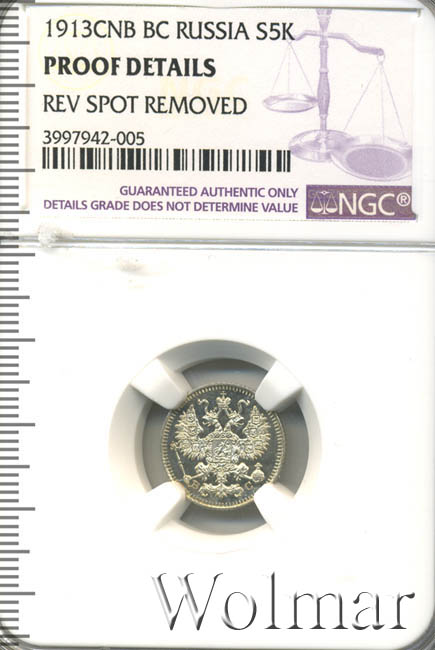 1913CNB BC RUSSIA S5K
PROOF DETAILS
REV SPOT REMOVED
3997942-005
GUARANTEED AUTHENTIC ONLY
DETAILS GRADE DOES NOT DETERMINE VALUE
NGC®
В С
Wolmar